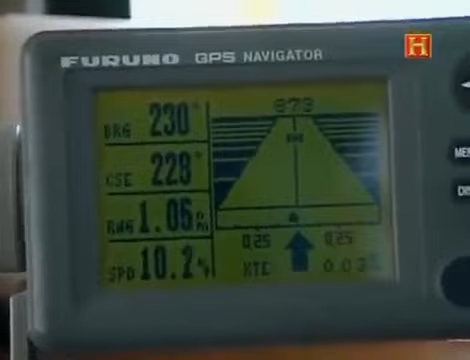 H
FURUNO GPS NAVIGATOR
BRG 230°
CSE 228°
RNG 1.06
SPD 10.2
873
0.25 0.25
XTE 0.03